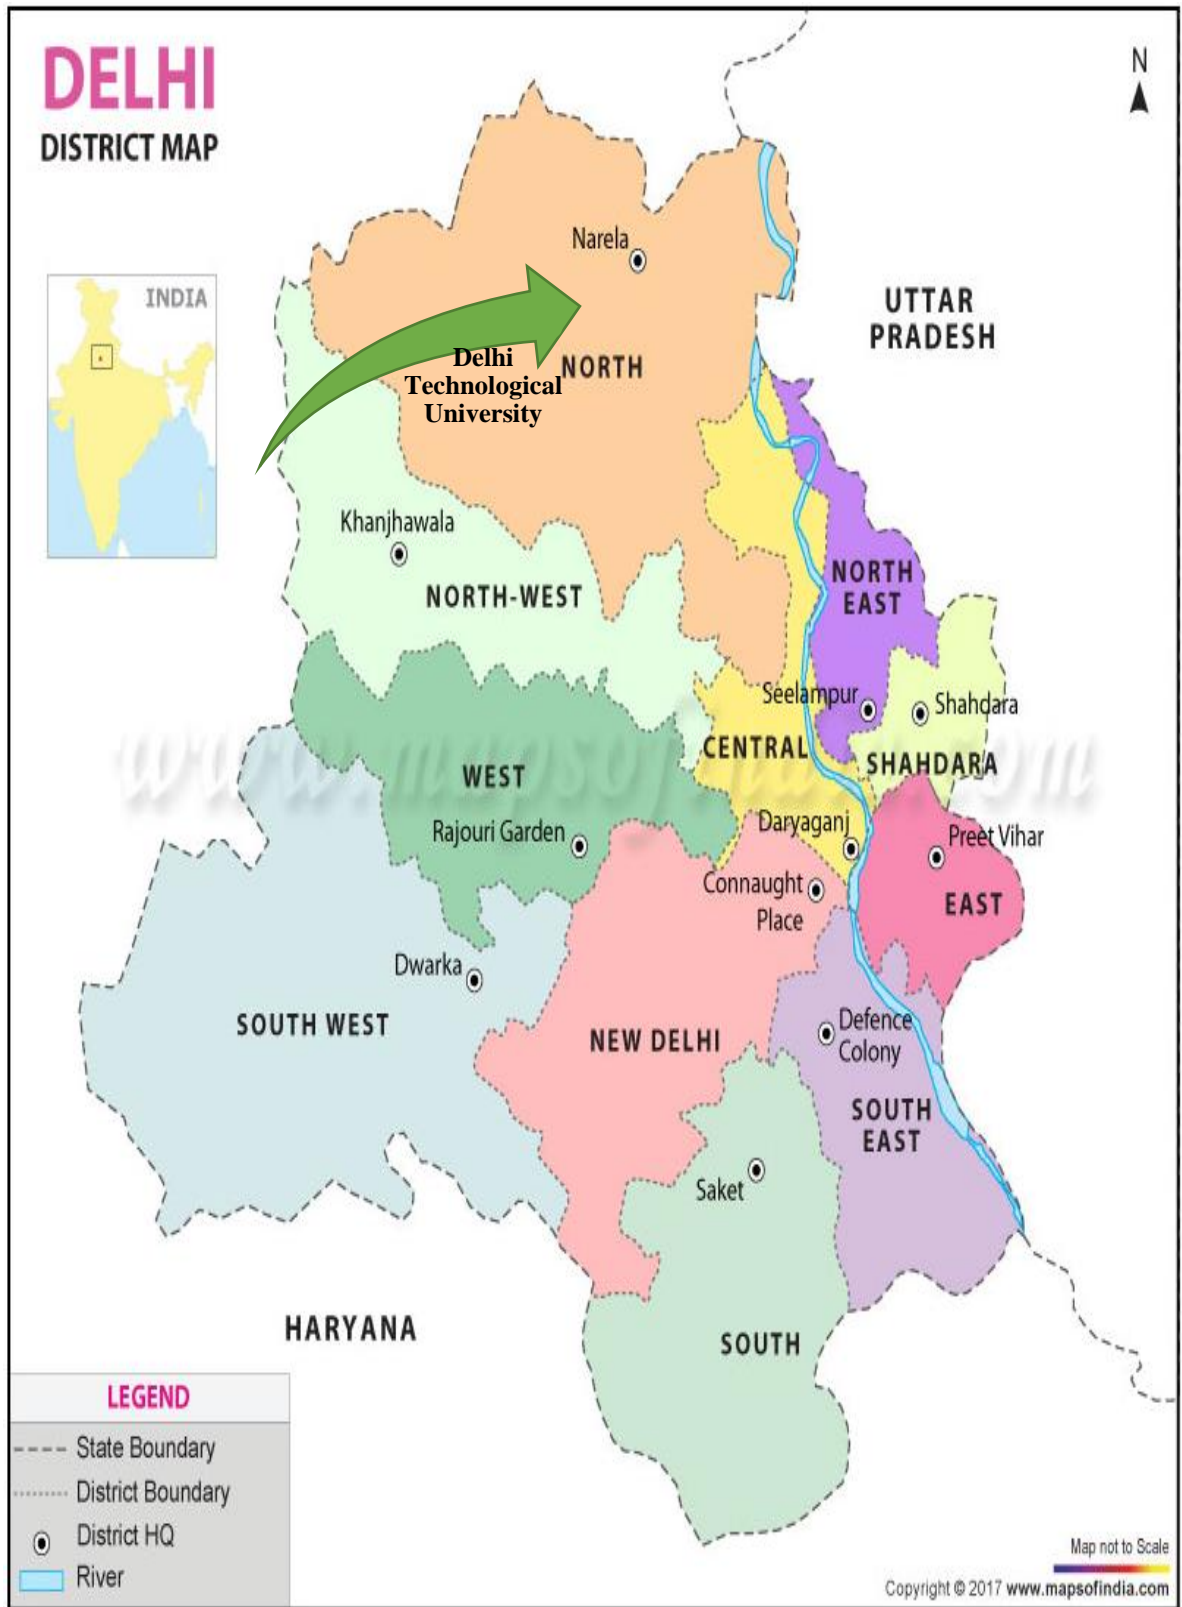 DELHI
DISTRICT MAP
N
INDIA
Narela
UTTAR
PRADESH
Delhi
Technological
University
NORTH
Khanjhawala
NORTH-WEST
NORTH
EAST
Seelampur
Shahdara
CENTRAL
SHAHDARA
www.mapsofindia.com
WEST
Rajouri Garden
Daryaganj
Preet Vihar
Connaught
Place
EAST
Dwarka
SOUTH WEST
NEW DELHI
Defence
Colony
SOUTH
EAST
Saket
HARYANA
SOUTH
LEGEND
State Boundary
District Boundary
District HQ
River
Map not to Scale
Copyright © 2017 www.mapsofindia.com